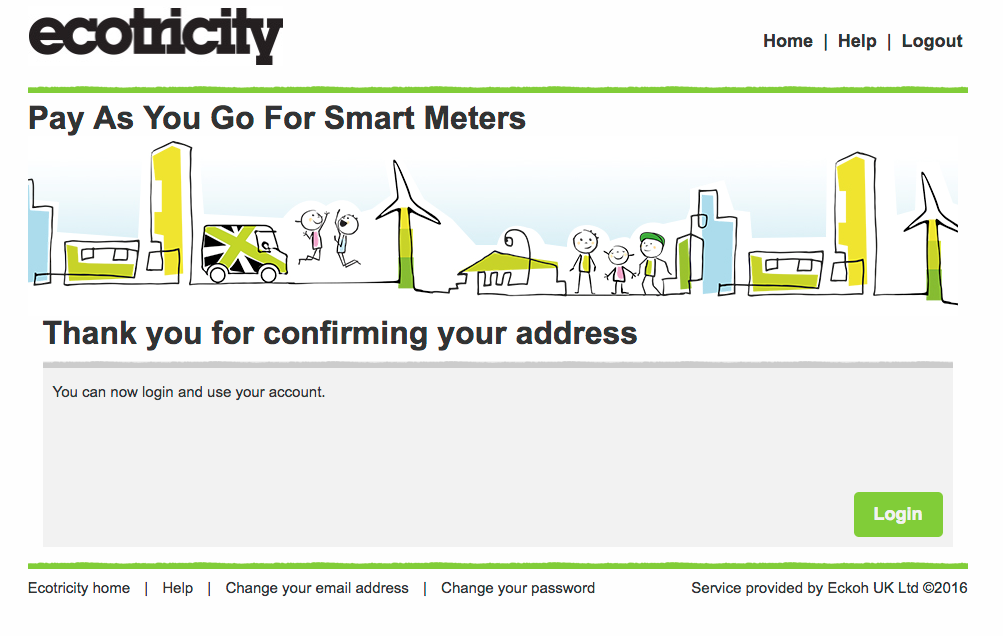 ecotricity
Home | Help | Logout
Pay As You Go For Smart Meters
Thank you for confirming your address
You can now login and use your account.
Login
Ecotricity home | Help | Change your email address | Change your password
Service provided by Eckoh UK Ltd ©2016